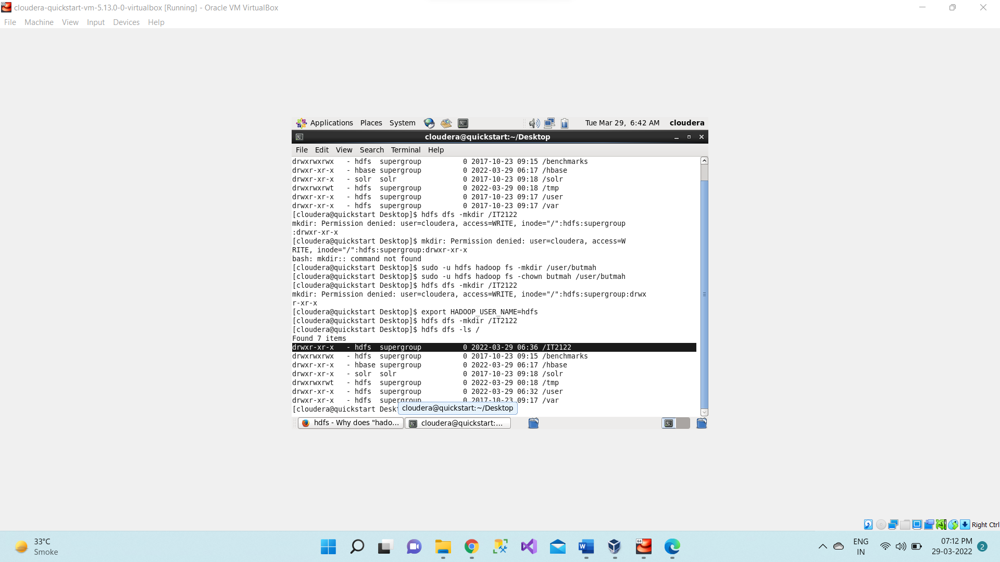 cloudera-quickstart-vm-5.13.0-0-virtualbox [Running] - Oracle VM VirtualBox
File Machine View Input Devices Help
Applications Places System Tue Mar 29, 6:42 AM cloudera
cloudera@quickstart:~/Desktop
File Edit View Search Terminal Help
drwxrwxrwx   - hdfs  supergroup          0 2017-10-23 09:15 /benchmarks
drwxr-xr-x   - hbase supergroup          0 2022-03-29 06:17 /hbase
drwxr-xr-x   - solr  solr                0 2017-10-23 09:18 /solr
drwxrwxrwt   - hdfs  supergroup          0 2022-03-29 00:18 /tmp
drwxr-xr-x   - hdfs  supergroup          0 2017-10-23 09:17 /user
drwxr-xr-x   - hdfs  supergroup          0 2017-10-23 09:17 /var
[cloudera@quickstart Desktop]$ hdfs dfs -mkdir /IT2122
mkdir: Permission denied: user=cloudera, access=WRITE, inode="/":hdfs:supergroup
:drwxr-xr-x
[cloudera@quickstart Desktop]$ mkdir: Permission denied: user=cloudera, access=W
RITE, inode="/":hdfs:supergroup:drwxr-xr-x
bash: mkdir:: command not found
[cloudera@quickstart Desktop]$ sudo -u hdfs hadoop fs -mkdir /user/butmah
[cloudera@quickstart Desktop]$ sudo -u hdfs hadoop fs -chown butmah /user/butmah
[cloudera@quickstart Desktop]$ hdfs dfs -mkdir /IT2122
mkdir: Permission denied: user=cloudera, access=WRITE, inode="/":hdfs:supergroup:drwx
r-xr-x
[cloudera@quickstart Desktop]$ export HADOOP_USER_NAME=hdfs
[cloudera@quickstart Desktop]$ hdfs dfs -mkdir /IT2122
[cloudera@quickstart Desktop]$ hdfs dfs -ls /
Found 7 items
drwxr-xr-x   - hdfs  supergroup          0 2022-03-29 06:36 /IT2122
drwxrwxrwx   - hdfs  supergroup          0 2017-10-23 09:15 /benchmarks
drwxr-xr-x   - hbase supergroup          0 2022-03-29 06:17 /hbase
drwxr-xr-x   - solr  solr                0 2017-10-23 09:18 /solr
drwxrwxrwt   - hdfs  supergroup          0 2022-03-29 00:18 /tmp
drwxr-xr-x   - hdfs  supergroup          0 2022-03-29 06:32 /user
drwxr-xr-x   - hdfs  supergroup          0 2017-10-23 09:17 /var
[cloudera@quickstart Deskt
cloudera@quickstart:~/Desktop
hdfs - Why does "hado... cloudera@quickstart:...
Right Ctrl
33°C
Smoke
ENG
IN
07:12 PM
29-03-2022
2
64